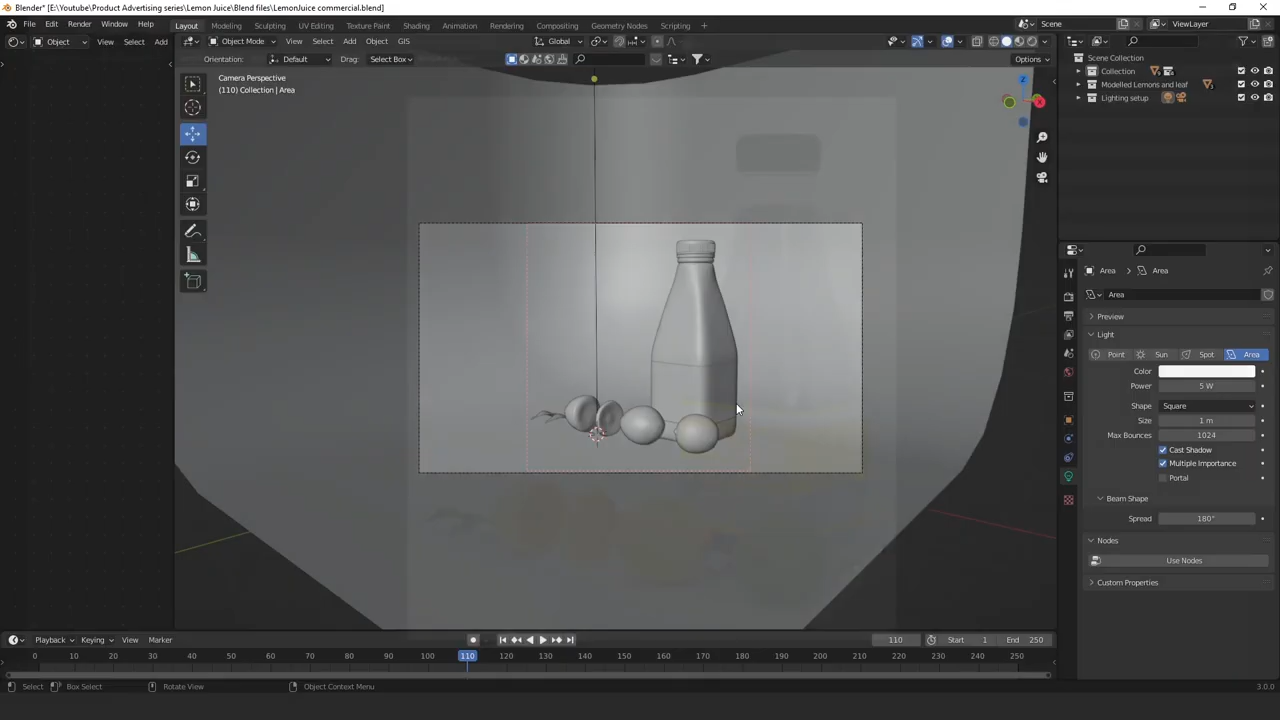 Blender* [E:\Youtube\Product Advertising series\Lemon Juice\Blend files\LemonJuice commercial.blend]
File Edit Render Window Help Layout Modeling Sculpting UV Editing Texture Paint Shading Animation Rendering Compositing Geometry Nodes Scripting Scene ViewLayer
Object View Select Add Object Mode View Select Add Object GIS Global
Orientation: Default Drag: Select Box Options
Camera Perspective
(110) Collection | Area
Z
X
Scene Collection
Collection
Modelled Lemons and leaf
Lighting setup
Area Area
Area
Preview
Light
Point Sun Spot Area
Color
Power 5 W
Shape Square
Size 1 m
Max Bounces 1024
Cast Shadow
Multiple Importance
Portal
Beam Shape
Spread 180°
Nodes
Use Nodes
Custom Properties
Playback Keying View Marker 110 Start 1 End 250
0 10 20 30 40 50 60 70 80 90 100 110 120 130 140 150 160 170 180 190 200 210 220 230 240 250
Select Box Select Rotate View Object Context Menu 3.0.0